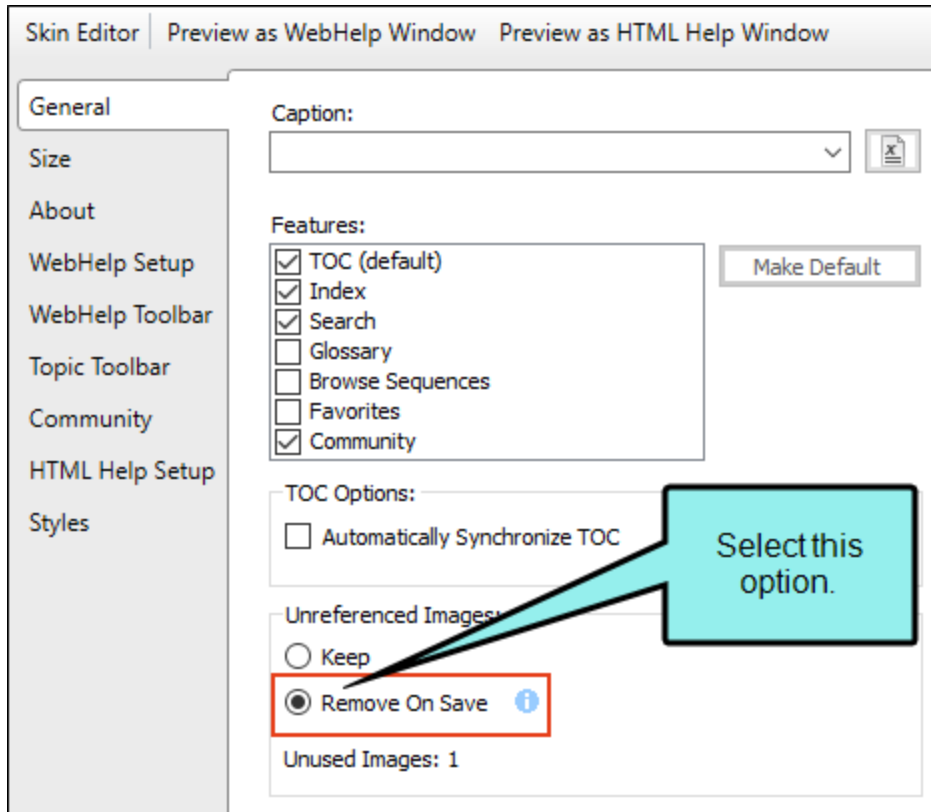 Skin Editor Preview as WebHelp Window Preview as HTML Help Window
General
Size
About
WebHelp Setup
WebHelp Toolbar
Topic Toolbar
Community
HTML Help Setup
Styles
Caption:
Features:
TOC (default)
Index
Search
Glossary
Browse Sequences
Favorites
Community
Make Default
TOC Options:
Automatically Synchronize TOC
Select this
option.
Unreferenced Images:
Keep
Remove On Save
Unused Images: 1